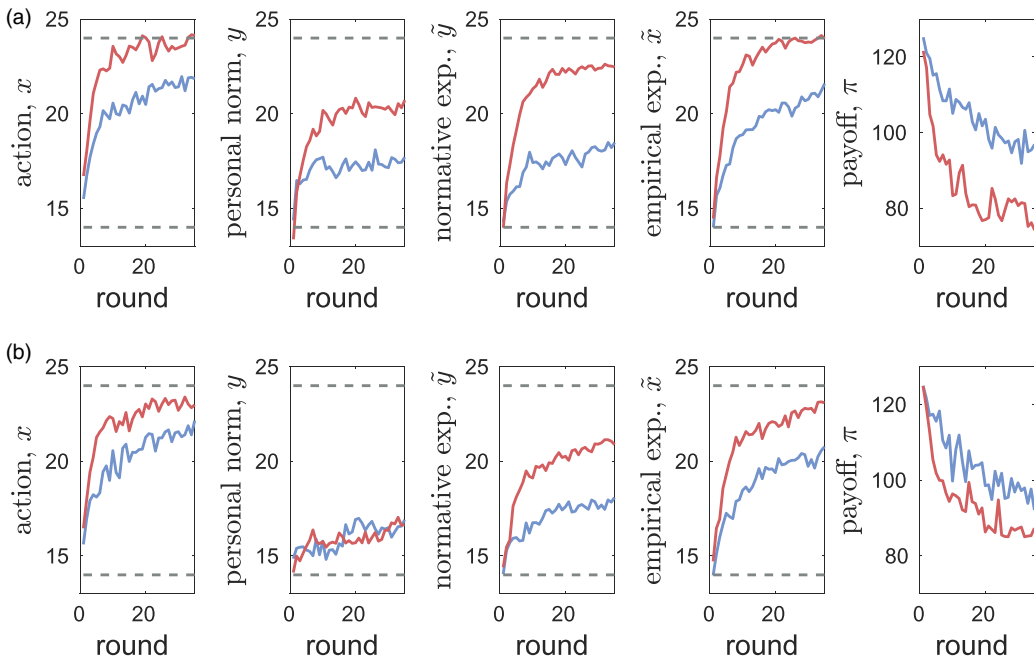 (a)
25
20
15
action, x
0
20
round
25
20
15
personal norm, y
0
20
round
25
20
15
normative exp., ỹ
0
20
round
25
20
15
empirical exp., x̃
0
20
round
120
100
80
payoff, π
0
20
round
(b)
25
20
15
action, x
0
20
round
25
20
15
personal norm, y
0
20
round
25
20
15
normative exp., ỹ
0
20
round
25
20
15
empirical exp., x̃
0
20
round
120
100
80
payoff, π
0
20
round